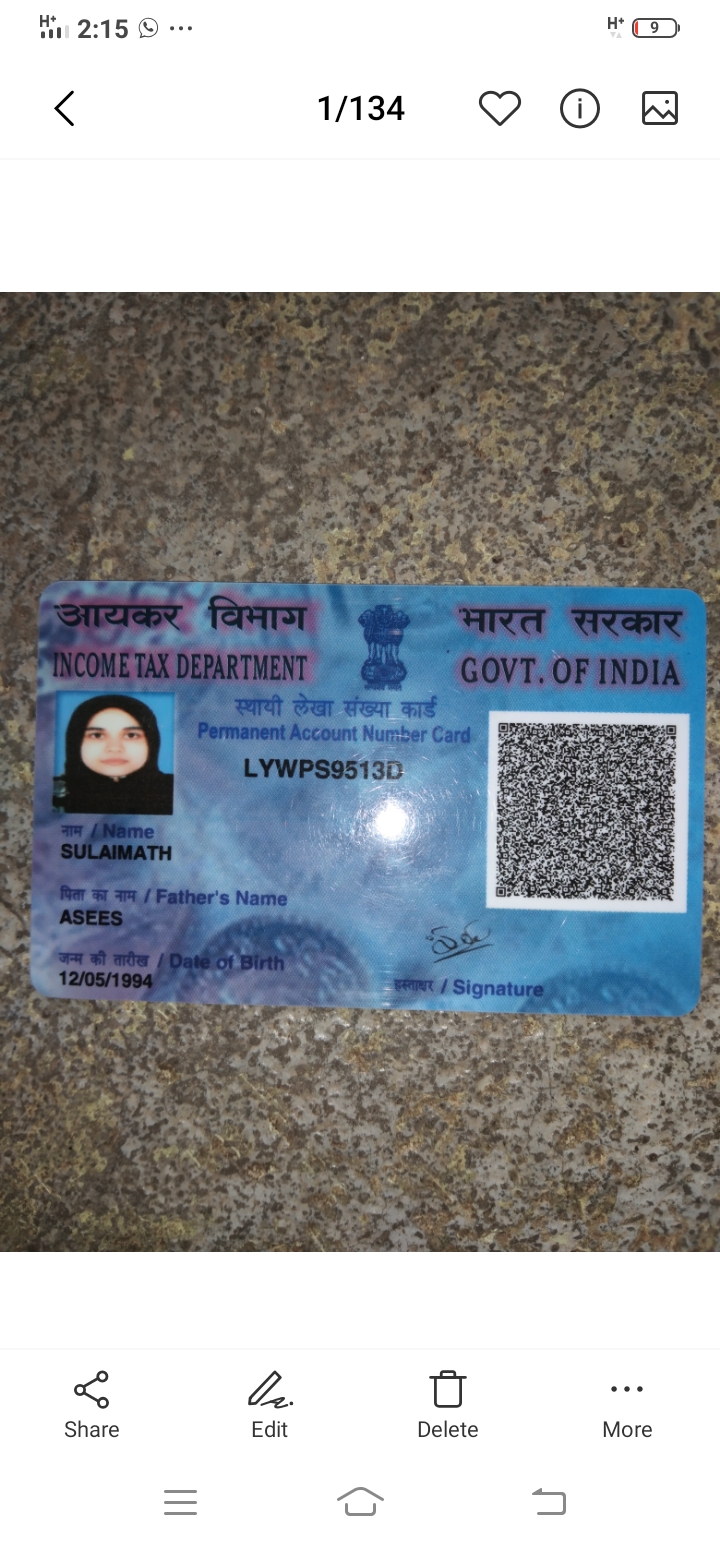 H+ 2:15 ... H+ 9
1/134
आयकर विभाग भारत सरकार
INCOME TAX DEPARTMENT GOVT. OF INDIA
स्थायी लेखा संख्या कार्ड
Permanent Account Number Card
LYWPS9513D
नाम / Name
SULAIMATH
पिता का नाम / Father's Name
ASEES
जन्म की तारीख / Date of Birth
12/05/1994
हस्ताक्षर / Signature
Share Edit Delete More